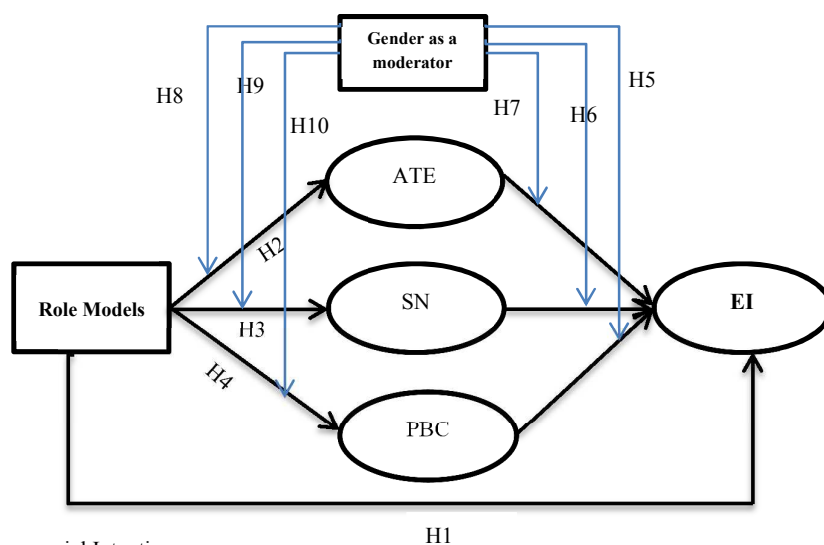 Gender as a
moderator
H8
H9
H10
H7
H6
H5
ATE
H2
Role Models
SN
EI
H3
H4
PBC
H1